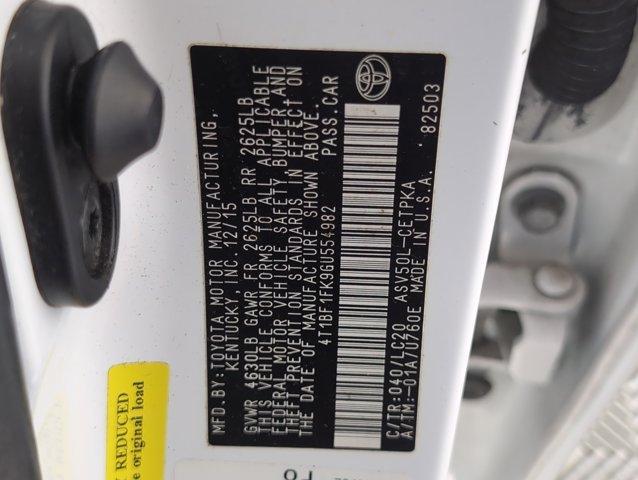 MFD.BY:TOYOTA MOTOR MANUFACTURING,
KENTUCKY, INC. 12/15
GVWR 4630LB GAWR FR 2625LB RR 2625LB
THIS VEHICLE CONFORMS TO ALL APPLICABLE
FEDERAL MOTOR VEHICLE SAFETY, BUMPER AND
THEFT PREVENTION STANDARDS IN EFFECT ON
THE DATE OF MANUFACTURE SHOWN ABOVE.
4T1BF1FK9GU554982 PASS.CAR
C/TR:040/LC20 ASV50L-CETPKA
A/TM:-01A/U760E MADE IN U.S.A. 82503
REDUCED
e original load